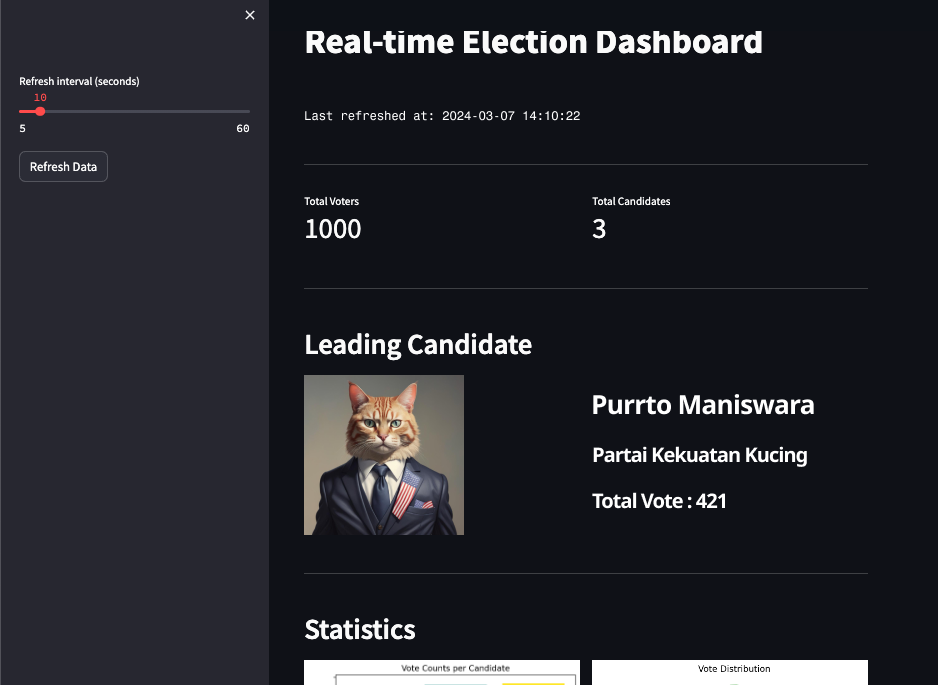 Refresh interval (seconds)
10
5
60
Refresh Data
Real-time Election Dashboard
Last refreshed at: 2024-03-07 14:10:22
Total Voters
1000
Total Candidates
3
Leading Candidate
Purrto Maniswara
Partai Kekuatan Kucing
Total Vote : 421
Statistics
Vote Counts per Candidate
Vote Distribution